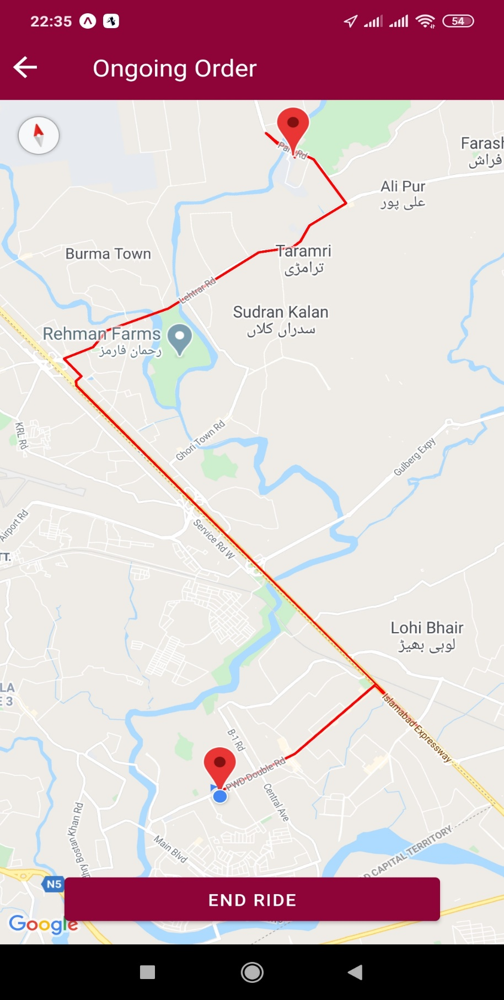 22:35
54
Ongoing Order
Rd
Farash
فراش
Ali Pur
علی پور
Burma Town
Taramri
ترامڑی
Lehtrar Rd
Sudran Kalan
سدراں کلاں
Rehman Farms
رحمان فارمز
KRL Rd
Ghori Town Rd
Gulberg Expy
Airport Rd
Service Rd W
TT.
Lohi Bhair
لوہی بھیڑ
LA
E 3
Islamabad Expressway
B-1 Rd
PWD Double Rd
Central Ave
Main Blvd
hry Bostan Khan Rd
D CAPITAL TERRITORY
N5
END RIDE
Google